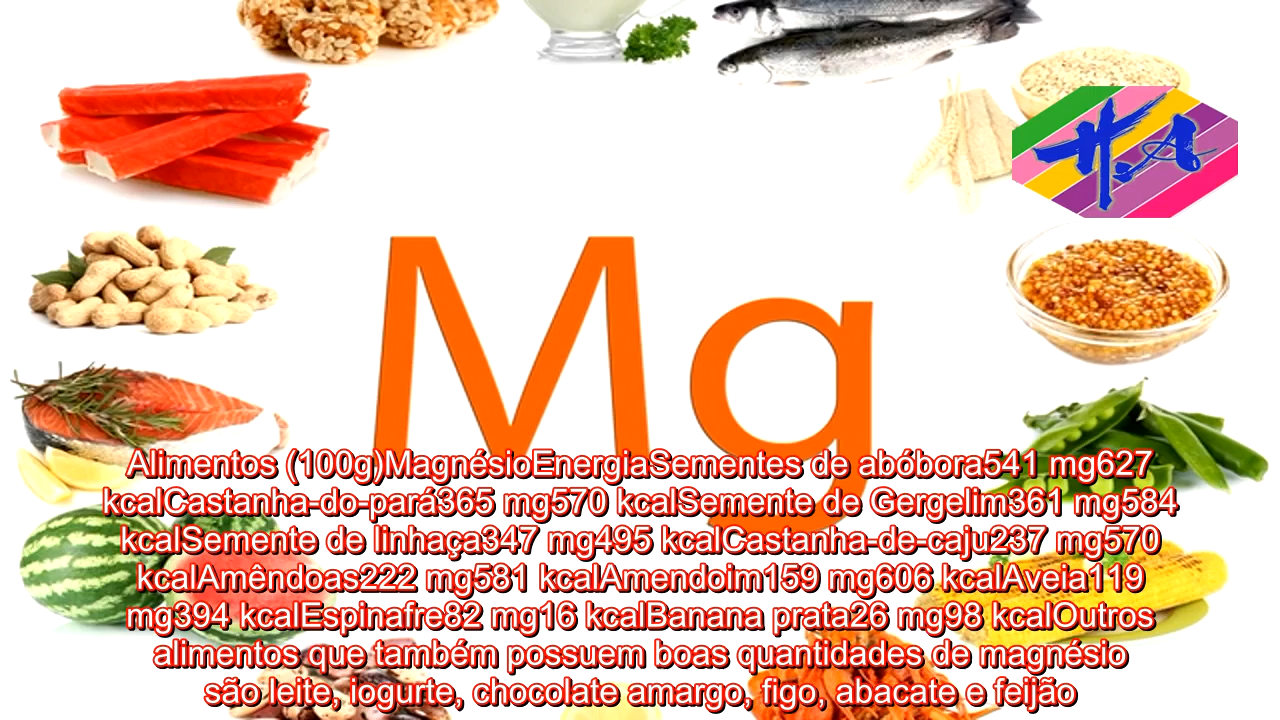 H.A
Mg
Alimentos (100g)MagnésioEnergiaSementes de abóbora541 mg627
kcalCastanha-do-pará365 mg570 kcalSemente de Gergelim361 mg584
kcalSemente de linhaça347 mg495 kcalCastanha-de-caju237 mg570
kcalAmêndoas222 mg581 kcalAmendoim159 mg606 kcalAveia119
mg394 kcalEspinafre82 mg16 kcalBanana prata26 mg98 kcalOutros
alimentos que também possuem boas quantidades de magnésio
são leite, iogurte, chocolate amargo, figo, abacate e feijão